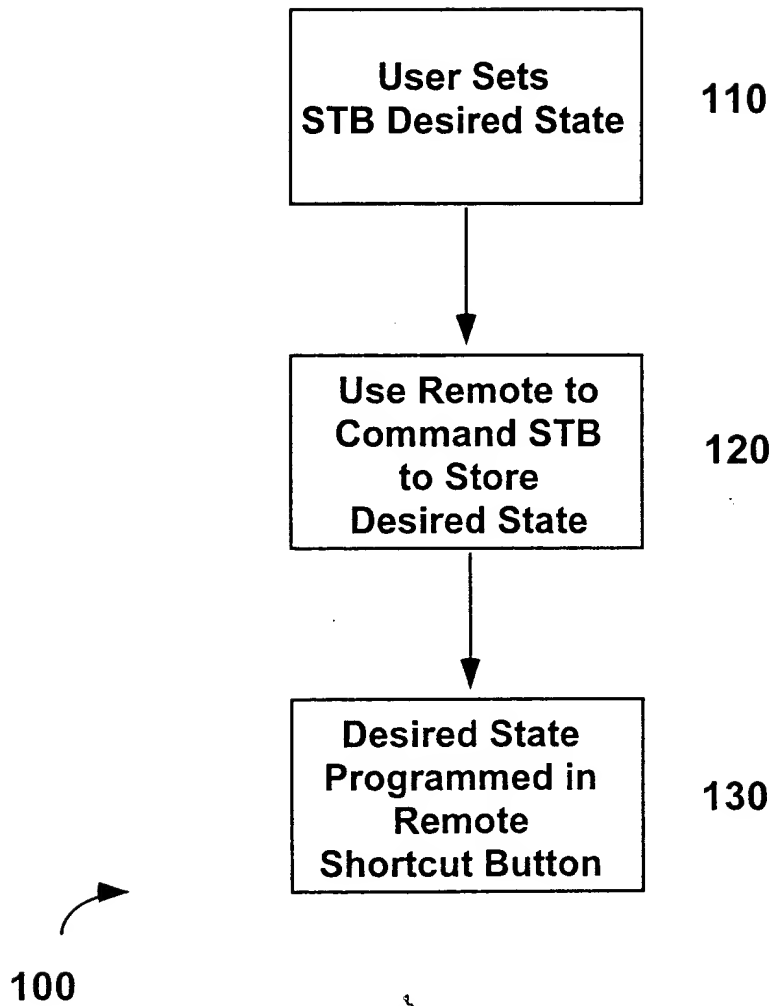 User Sets
STB Desired State
110
Use Remote to
Command STB
to Store
Desired State
120
Desired State
Programmed in
Remote
Shortcut Button
130
100